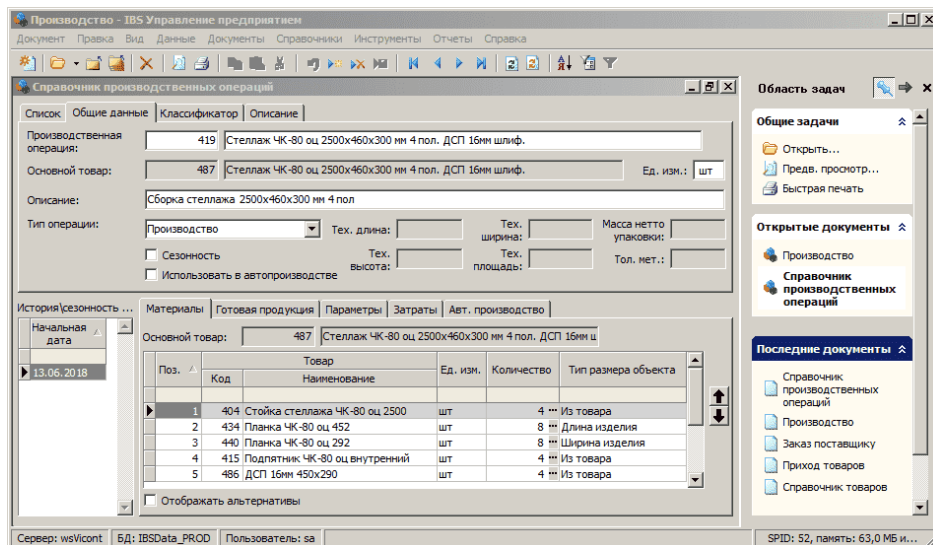 Производство - IBS Управление предприятием
Документ Правка Вид Данные Документы Справочники Инструменты Отчеты Справка
Справочник производственных операций
Список Общие данные Классификатор Описание
Производственная операция: 419 Стеллаж ЧК-80 оц 2500х460х300 мм 4 пол. ДСП 16мм шлиф.
Основной товар: 487 Стеллаж ЧК-80 оц 2500х460х300 мм 4 пол. ДСП 16мм шлиф. Ед. изм.: шт
Описание: Сборка стеллажа 2500х460х300 мм 4 пол
Тип операции: Производство Тех. длина: Тех. ширина: Масса нетто упаковки:
Сезонность Тех. высота: Тех. площадь: Тол. мет.:
Использовать в автопроизводстве
История\сезонность ...
Начальная дата
13.06.2018
Материалы Готовая продукция Параметры Затраты Авт. производство
Основной товар: 487 Стеллаж ЧК-80 оц 2500х460х300 мм 4 пол. ДСП 16мм ш
Поз. Товар Ед. изм. Количество Тип размера объекта
Код Наименование
1 404 Стойка стеллажа ЧК-80 оц 2500 шт 4 ... Из товара
2 434 Планка ЧК-80 оц 452 шт 8 ... Длина изделия
3 440 Планка ЧК-80 оц 292 шт 8 ... Ширина изделия
4 415 Подпятник ЧК-80 оц внутренний шт 4 ... Из товара
5 486 ДСП 16мм 450х290 шт 4 ... Из товара
Отображать альтернативы
Область задач
Общие задачи
Открыть...
Предв. просмотр...
Быстрая печать
Открытые документы
Производство
Справочник
производственных
операций
Последние документы
Справочник
производственных
операций
Производство
Заказ поставщику
Приход товаров
Справочник товаров
Сервер: wsVicont БД: IBSData_PROD Пользователь: sa SPID: 52, память: 63,0 МБ и...